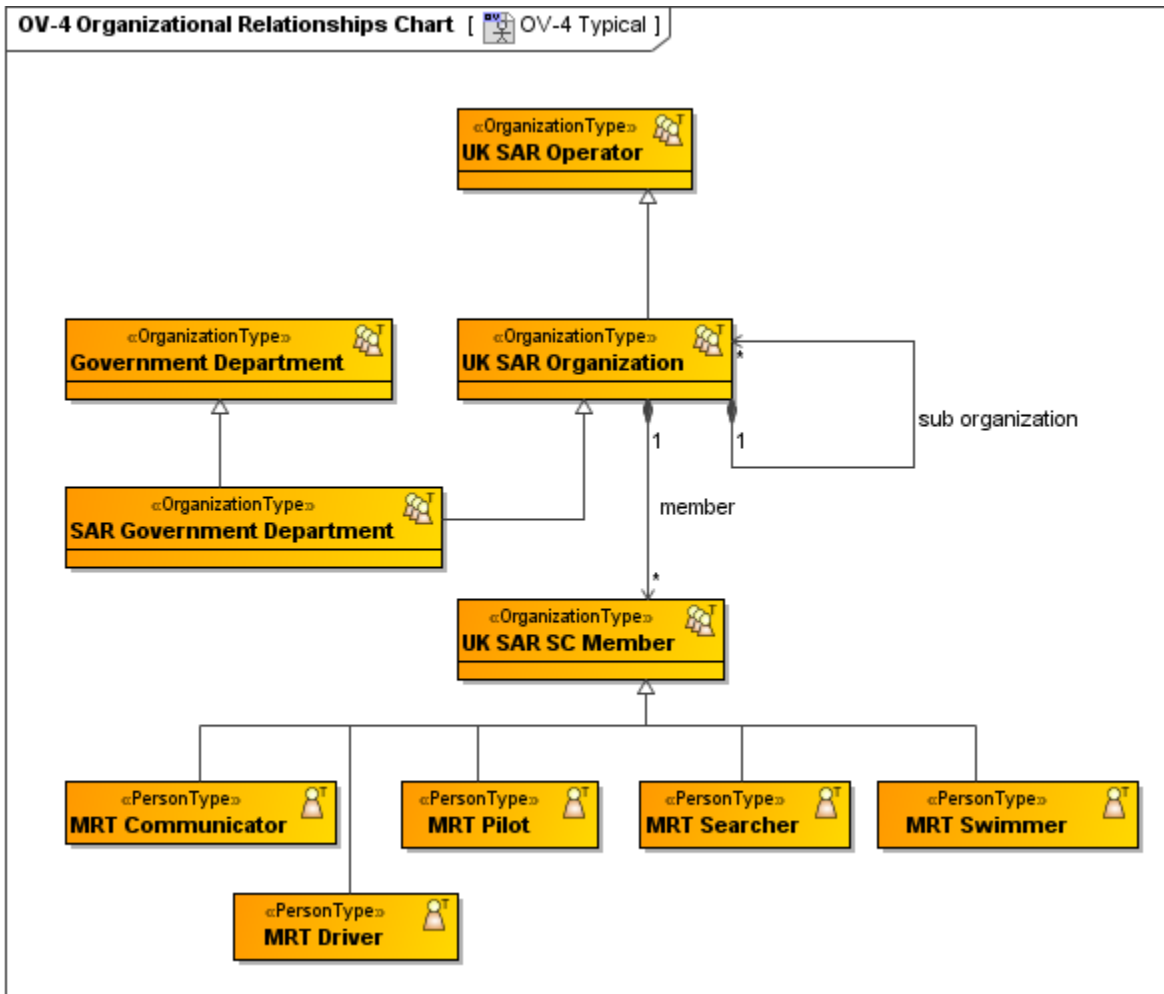 OV-4 Organizational Relationships Chart [ OV-4 Typical ]
«OrganizationType»
UK SAR Operator
«OrganizationType»
Government Department
«OrganizationType»
UK SAR Organization
*
1
1
sub organization
«OrganizationType»
SAR Government Department
member
*
«OrganizationType»
UK SAR SC Member
«PersonType»
MRT Communicator
«PersonType»
MRT Pilot
«PersonType»
MRT Searcher
«PersonType»
MRT Swimmer
«PersonType»
MRT Driver